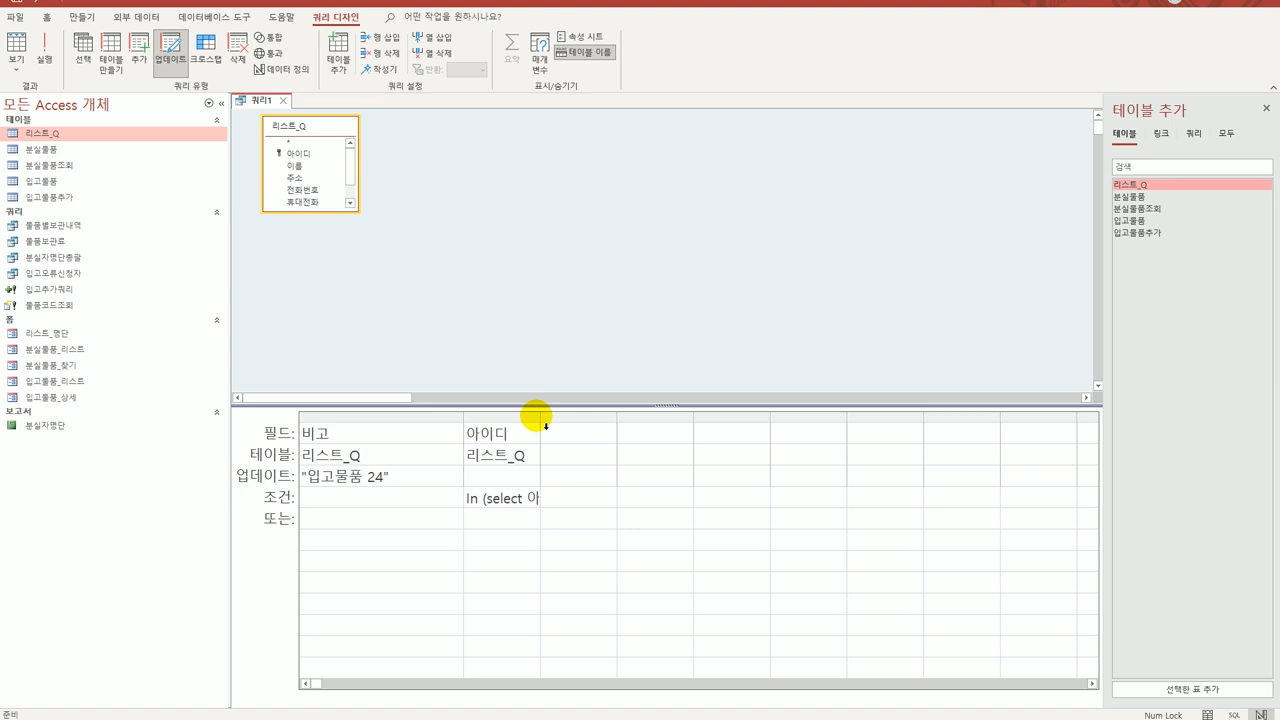 파일 홈 만들기 외부 데이터 데이터베이스 도구 도움말 쿼리 디자인 어떤 작업을 원하시나요?
보기 실행 선택 테이블 만들기 추가 업데이트 크로스탭 삭제 통합 통과 데이터 정의
테이블 추가 행 삽입 행 삭제 작성기 열 삽입 열 삭제 반환:
요약 매개 변수 속성 시트 테이블 이름
결과 쿼리 유형 쿼리 설정 표시/숨기기
모든 Access 개체
테이블
리스트_Q
분실물품
분실물품조회
입고물품
입고물품추가
쿼리
물품별보관내역
물품보관료
분실자명단총괄
입고오류신청자
입고추가쿼리
물품코드조회
폼
리스트_명단
분실물품_리스트
분실물품_찾기
입고물품_리스트
입고물품_상세
보고서
분실자명단
쿼리1
리스트_Q
*
아이디
이름
주소
전화번호
휴대전화
필드: 비고 아이디
테이블: 리스트_Q 리스트_Q
업데이트: "입고물품 24"
조건: In (select 아
또는:
테이블 추가
테이블 링크 쿼리 모두
검색
리스트_Q
분실물품
분실물품조회
입고물품
입고물품추가
선택한 표 추가
준비 Num Lock SQL